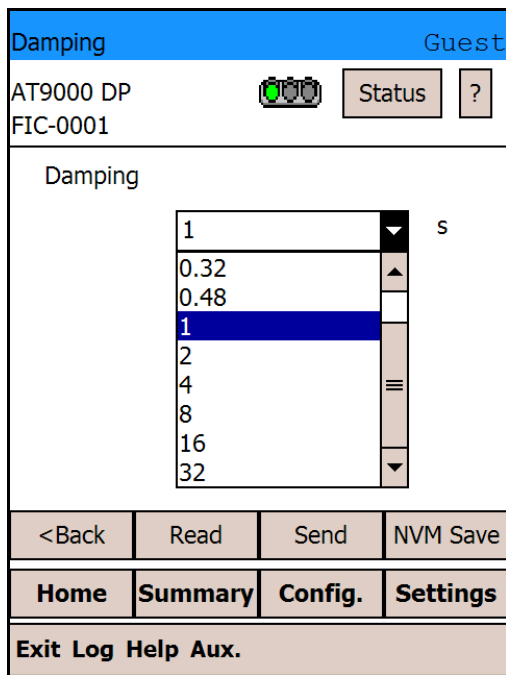 Damping Guest
AT9000 DP
Status ?
FIC-0001
Damping
1 s
0.32
0.48
1
2
4
8
16
32
<Back Read Send NVM Save
Home Summary Config. Settings
Exit Log Help Aux.